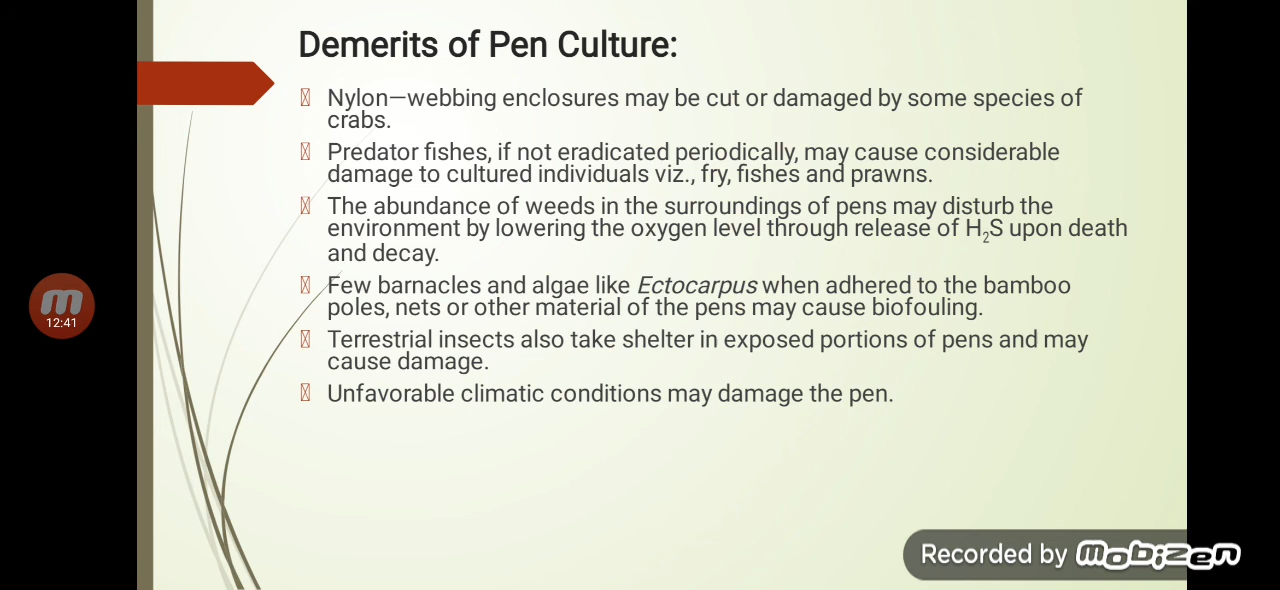 Demerits of Pen Culture:
Nylon—webbing enclosures may be cut or damaged by some species of
crabs.
Predator fishes, if not eradicated periodically, may cause considerable
damage to cultured individuals viz., fry, fishes and prawns.
The abundance of weeds in the surroundings of pens may disturb the
environment by lowering the oxygen level through release of H₂S upon death
and decay.
Few barnacles and algae like Ectocarpus when adhered to the bamboo
poles, nets or other material of the pens may cause biofouling.
Terrestrial insects also take shelter in exposed portions of pens and may
cause damage.
Unfavorable climatic conditions may damage the pen.
m
12:41
Recorded by Mobizen